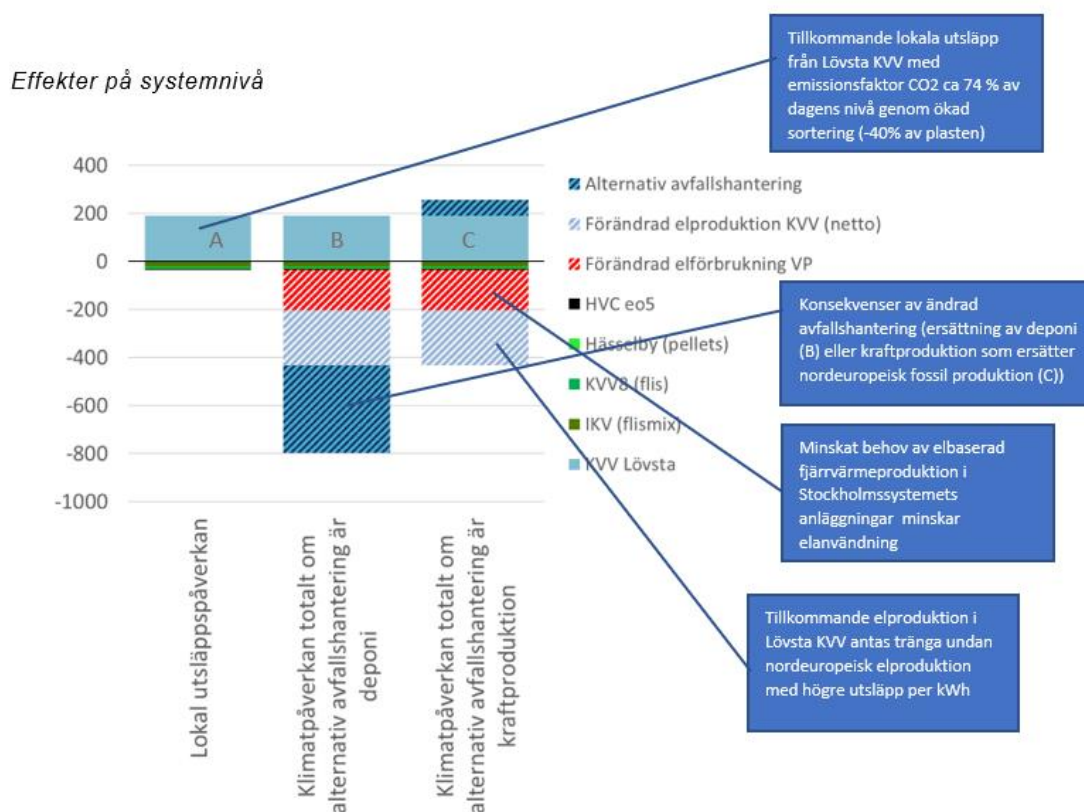 Effekter på systemnivå
Tillkommande lokala utsläpp
från Lövsta KVV med
emissionsfaktor CO2 ca 74 % av
dagens nivå genom ökad
sortering (-40% av plasten)
400
200
0
-200
-400
-600
-800
-1000
A
B
C
Alternativ avfallshantering
Förändrad elproduktion KVV (netto)
Förändrad elförbrukning VP
HVC eo5
Hässelby (pellets)
KVV8 (flis)
IKV (flismix)
KVV Lövsta
Konsekvenser av ändrad
avfallshantering (ersättning av deponi
(B) eller kraftproduktion som ersätter
nordeuropeisk fossil produktion (C))
Minskat behov av elbaserad
fjärrvärmeproduktion i
Stockholmssystemets
anläggningar minskar
elanvändning
Tillkommande elproduktion i
Lövsta KVV antas tränga undan
nordeuropeisk elproduktion
med högre utsläpp per kWh
Lokal utsläppspåverkan
Klimatpåverkan totalt om
alternativ avfallshantering är
deponi
Klimatpåverkan totalt om
alternativ avfallshantering är
kraftproduktion